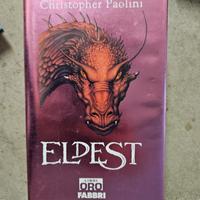 Christopher Paolini
ELDEST
LIBRI
ORO
FABBRI